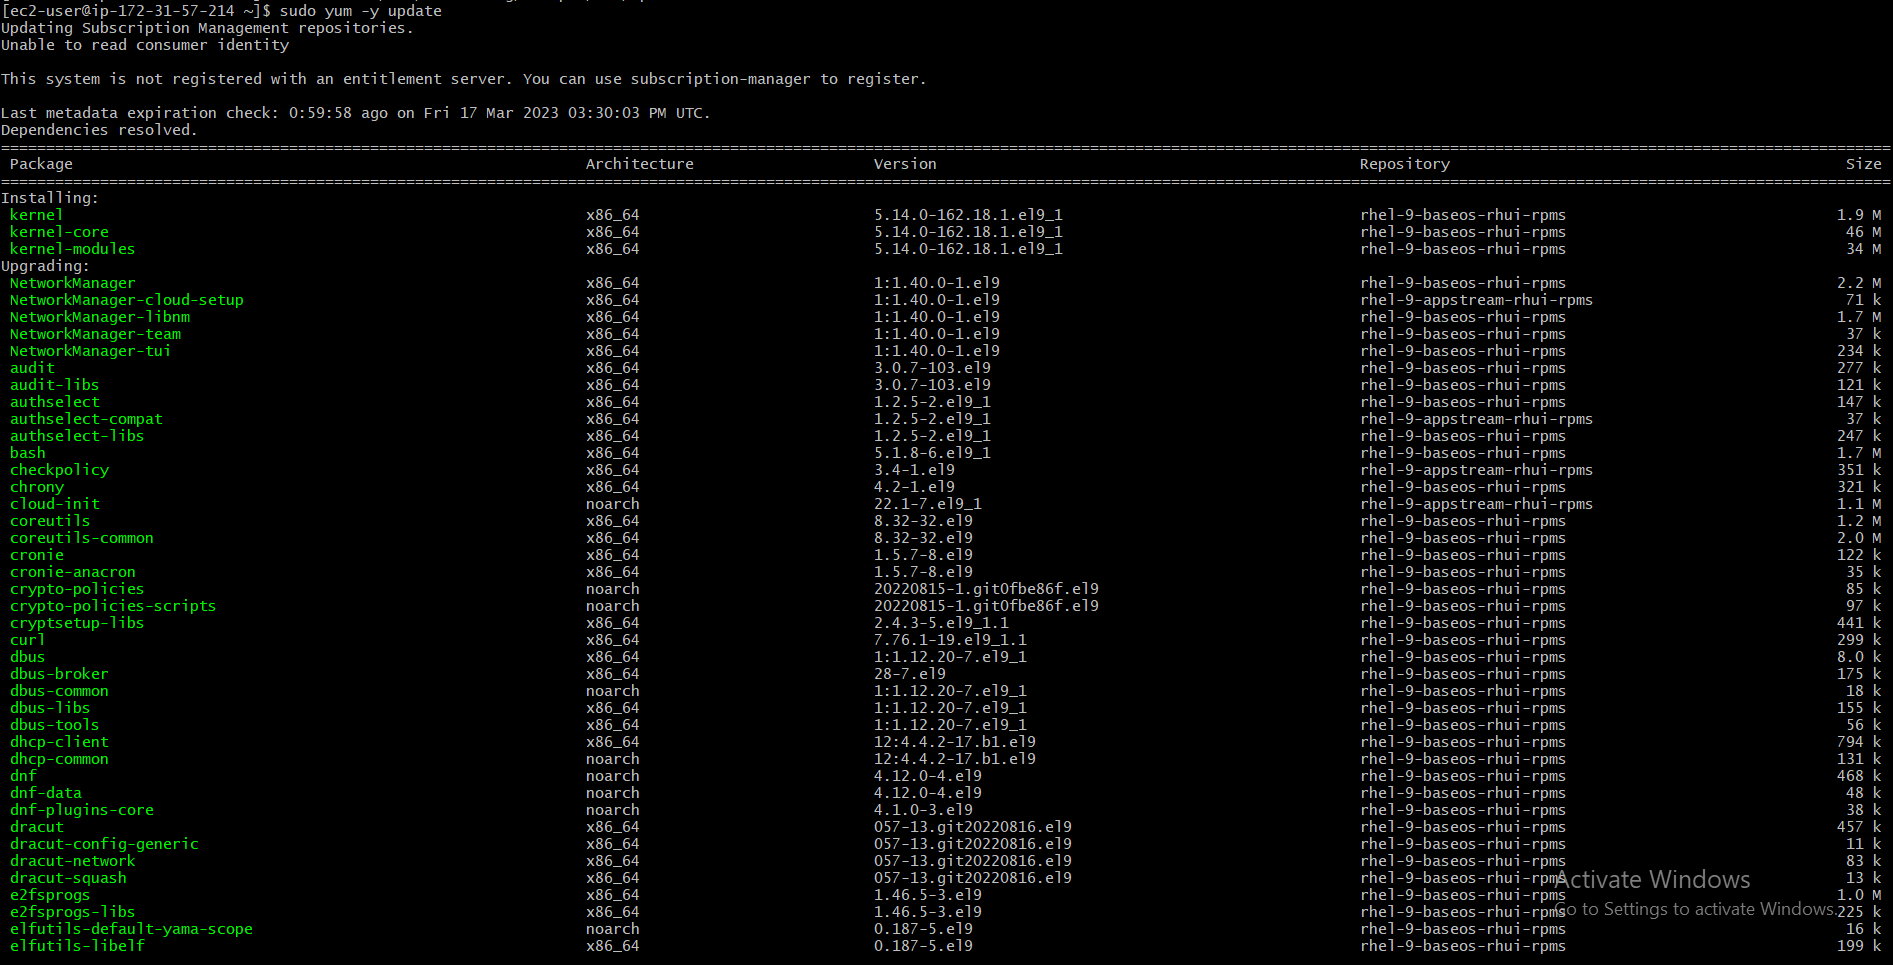 [ec2-user@ip-172-31-57-214 ~]$ sudo yum -y update
Updating Subscription Management repositories.
Unable to read consumer identity
This system is not registered with an entitlement server. You can use subscription-manager to register.
Last metadata expiration check: 0:59:58 ago on Fri 17 Mar 2023 03:30:03 PM UTC.
Dependencies resolved.
Package Architecture Version Repository Size
Installing:
kernel x86_64 5.14.0-162.18.1.el9_1 rhel-9-baseos-rhui-rpms 1.9 M
kernel-core x86_64 5.14.0-162.18.1.el9_1 rhel-9-baseos-rhui-rpms 46 M
kernel-modules x86_64 5.14.0-162.18.1.el9_1 rhel-9-baseos-rhui-rpms 34 M
Upgrading:
NetworkManager x86_64 1:1.40.0-1.el9 rhel-9-baseos-rhui-rpms 2.2 M
NetworkManager-cloud-setup x86_64 1:1.40.0-1.el9 rhel-9-appstream-rhui-rpms 71 k
NetworkManager-libnm x86_64 1:1.40.0-1.el9 rhel-9-baseos-rhui-rpms 1.7 M
NetworkManager-team x86_64 1:1.40.0-1.el9 rhel-9-baseos-rhui-rpms 37 k
NetworkManager-tui x86_64 1:1.40.0-1.el9 rhel-9-baseos-rhui-rpms 234 k
audit x86_64 3.0.7-103.el9 rhel-9-baseos-rhui-rpms 277 k
audit-libs x86_64 3.0.7-103.el9 rhel-9-baseos-rhui-rpms 121 k
authselect x86_64 1.2.5-2.el9_1 rhel-9-baseos-rhui-rpms 147 k
authselect-compat x86_64 1.2.5-2.el9_1 rhel-9-appstream-rhui-rpms 37 k
authselect-libs x86_64 1.2.5-2.el9_1 rhel-9-baseos-rhui-rpms 247 k
bash x86_64 5.1.8-6.el9_1 rhel-9-baseos-rhui-rpms 1.7 M
checkpolicy x86_64 3.4-1.el9 rhel-9-appstream-rhui-rpms 351 k
chrony x86_64 4.2-1.el9 rhel-9-baseos-rhui-rpms 321 k
cloud-init noarch 22.1-7.el9_1 rhel-9-appstream-rhui-rpms 1.1 M
coreutils x86_64 8.32-32.el9 rhel-9-baseos-rhui-rpms 1.2 M
coreutils-common x86_64 8.32-32.el9 rhel-9-baseos-rhui-rpms 2.0 M
cronie x86_64 1.5.7-8.el9 rhel-9-baseos-rhui-rpms 122 k
cronie-anacron x86_64 1.5.7-8.el9 rhel-9-baseos-rhui-rpms 35 k
crypto-policies noarch 20220815-1.git0fbe86f.el9 rhel-9-baseos-rhui-rpms 85 k
crypto-policies-scripts noarch 20220815-1.git0fbe86f.el9 rhel-9-baseos-rhui-rpms 97 k
cryptsetup-libs x86_64 2.4.3-5.el9_1.1 rhel-9-baseos-rhui-rpms 441 k
curl x86_64 7.76.1-19.el9_1.1 rhel-9-baseos-rhui-rpms 299 k
dbus x86_64 1:1.12.20-7.el9_1 rhel-9-baseos-rhui-rpms 8.0 k
dbus-broker x86_64 28-7.el9 rhel-9-baseos-rhui-rpms 175 k
dbus-common noarch 1:1.12.20-7.el9_1 rhel-9-baseos-rhui-rpms 18 k
dbus-libs x86_64 1:1.12.20-7.el9_1 rhel-9-baseos-rhui-rpms 155 k
dbus-tools x86_64 1:1.12.20-7.el9_1 rhel-9-baseos-rhui-rpms 56 k
dhcp-client x86_64 12:4.4.2-17.b1.el9 rhel-9-baseos-rhui-rpms 794 k
dhcp-common noarch 12:4.4.2-17.b1.el9 rhel-9-baseos-rhui-rpms 131 k
dnf noarch 4.12.0-4.el9 rhel-9-baseos-rhui-rpms 468 k
dnf-data noarch 4.12.0-4.el9 rhel-9-baseos-rhui-rpms 48 k
dnf-plugins-core noarch 4.1.0-3.el9 rhel-9-baseos-rhui-rpms 38 k
dracut x86_64 057-13.git20220816.el9 rhel-9-baseos-rhui-rpms 457 k
dracut-config-generic x86_64 057-13.git20220816.el9 rhel-9-baseos-rhui-rpms 11 k
dracut-network x86_64 057-13.git20220816.el9 rhel-9-baseos-rhui-rpms 83 k
dracut-squash x86_64 057-13.git20220816.el9 rhel-9-baseos-rhui-rpms 13 k
e2fsprogs x86_64 1.46.5-3.el9 rhel-9-baseos-rhui-rpms 1.0 M
e2fsprogs-libs x86_64 1.46.5-3.el9 rhel-9-baseos-rhui-rpms 225 k
elfutils-default-yama-scope noarch 0.187-5.el9 rhel-9-baseos-rhui-rpms 16 k
elfutils-libelf x86_64 0.187-5.el9 rhel-9-baseos-rhui-rpms 199 k
Activate Windows
Go to Settings to activate Windows.